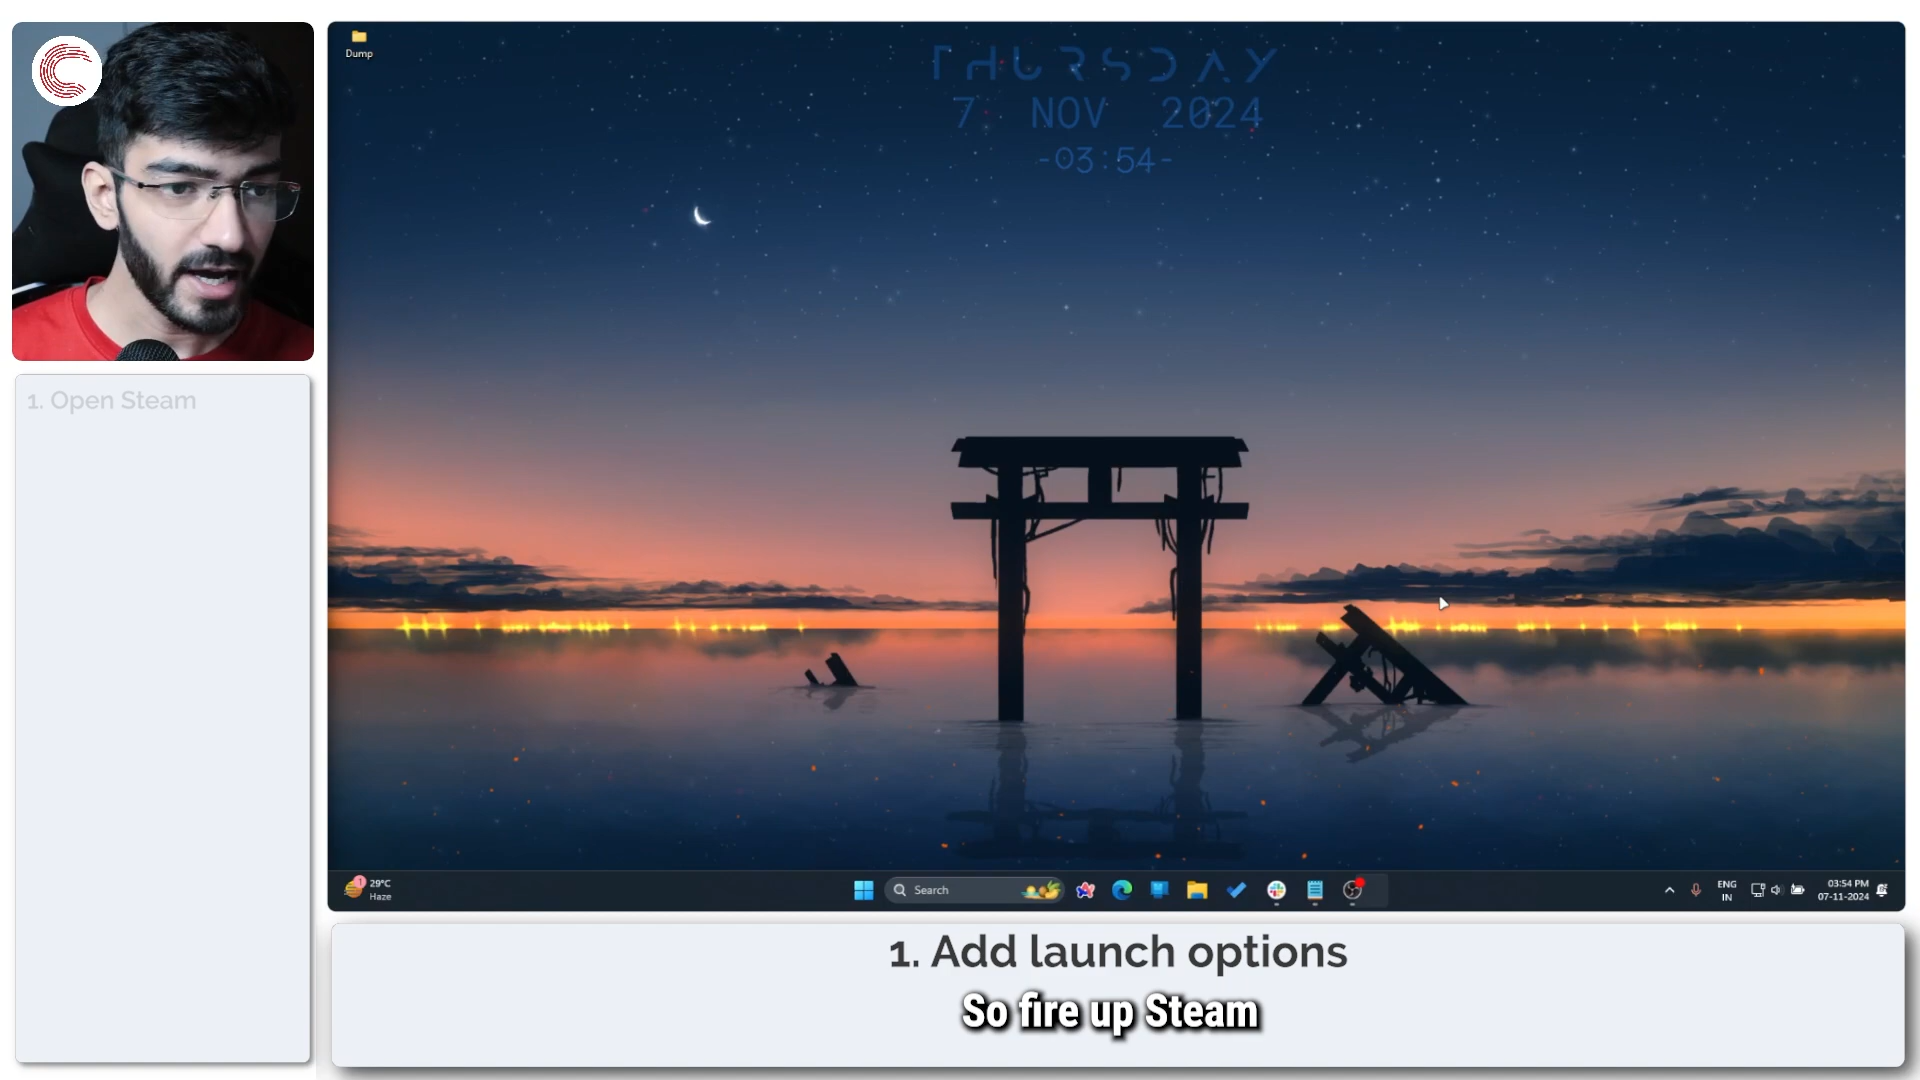 Dump
THURSDAY
7 NOV 2024
-03:54-
1. Open Steam
1
29°C
Haze
Search
ENG
IN
03:54 PM
07-11-2024
1. Add launch options
So fire up Steam